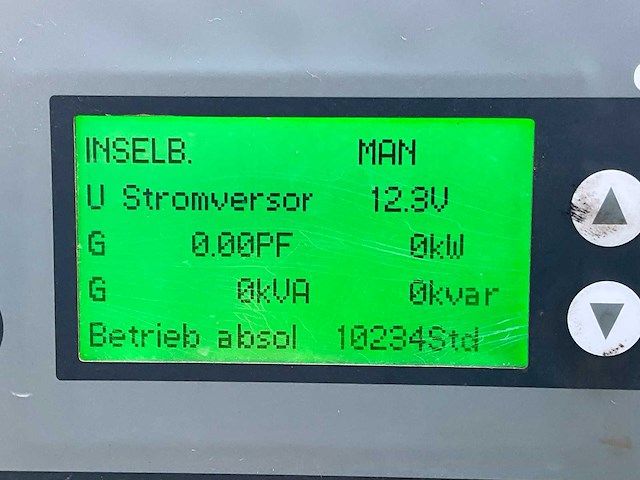 INSELB. MAN
U Stromversor 12.3V
G 0.00PF 0kW
G 0kVA 0kvar
Betrieb absol 10234Std